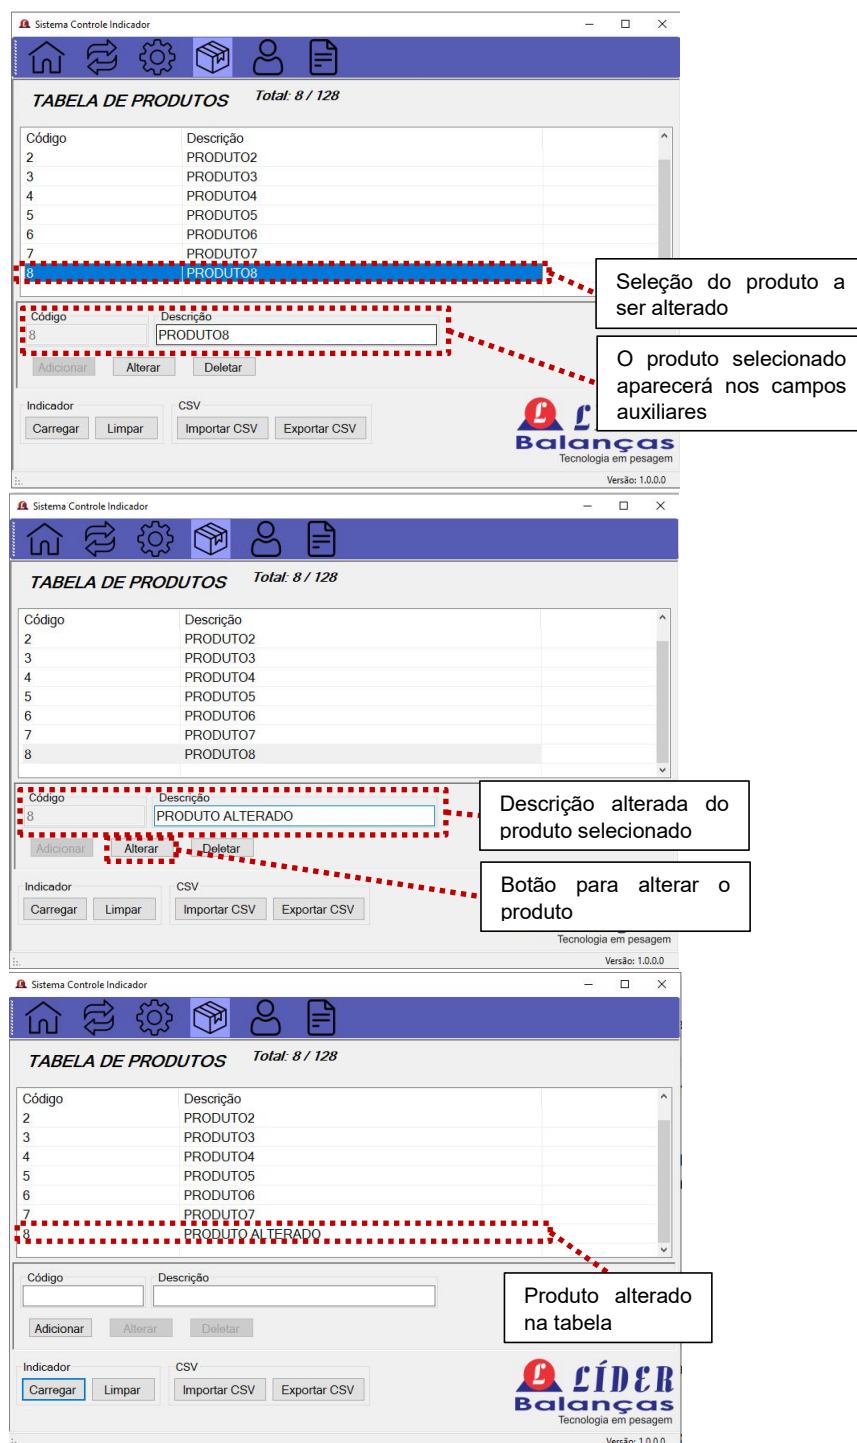 Sistema Controle Indicador
TABELA DE PRODUTOS Total: 8 / 128
Código Descrição
2 PRODUTO2
3 PRODUTO3
4 PRODUTO4
5 PRODUTO5
6 PRODUTO6
7 PRODUTO7
8 PRODUTO8
Seleção do produto a
ser alterado
Código Descrição
8 PRODUTO8
O produto selecionado
aparecerá nos campos
auxiliares
Adicionar Alterar Deletar
Indicador CSV
Carregar Limpar Importar CSV Exportar CSV
Balanças
Tecnologia em pesagem
Versão: 1.0.0.0
Sistema Controle Indicador
TABELA DE PRODUTOS Total: 8 / 128
Código Descrição
2 PRODUTO2
3 PRODUTO3
4 PRODUTO4
5 PRODUTO5
6 PRODUTO6
7 PRODUTO7
8 PRODUTO8
Código Descrição
8 PRODUTO ALTERADO
Descrição alterada do
produto selecionado
Adicionar Alterar Deletar
Botão para alterar o
produto
Indicador CSV
Carregar Limpar Importar CSV Exportar CSV
Tecnologia em pesagem
Versão: 1.0.0.0
Sistema Controle Indicador
TABELA DE PRODUTOS Total: 8 / 128
Código Descrição
2 PRODUTO2
3 PRODUTO3
4 PRODUTO4
5 PRODUTO5
6 PRODUTO6
7 PRODUTO7
8 PRODUTO ALTERADO
Código Descrição
Produto alterado
na tabela
Adicionar Alterar Deletar
Indicador CSV
Carregar Limpar Importar CSV Exportar CSV
L LÍDER
Balanças
Tecnologia em pesagem
Versão: 1.0.0.0